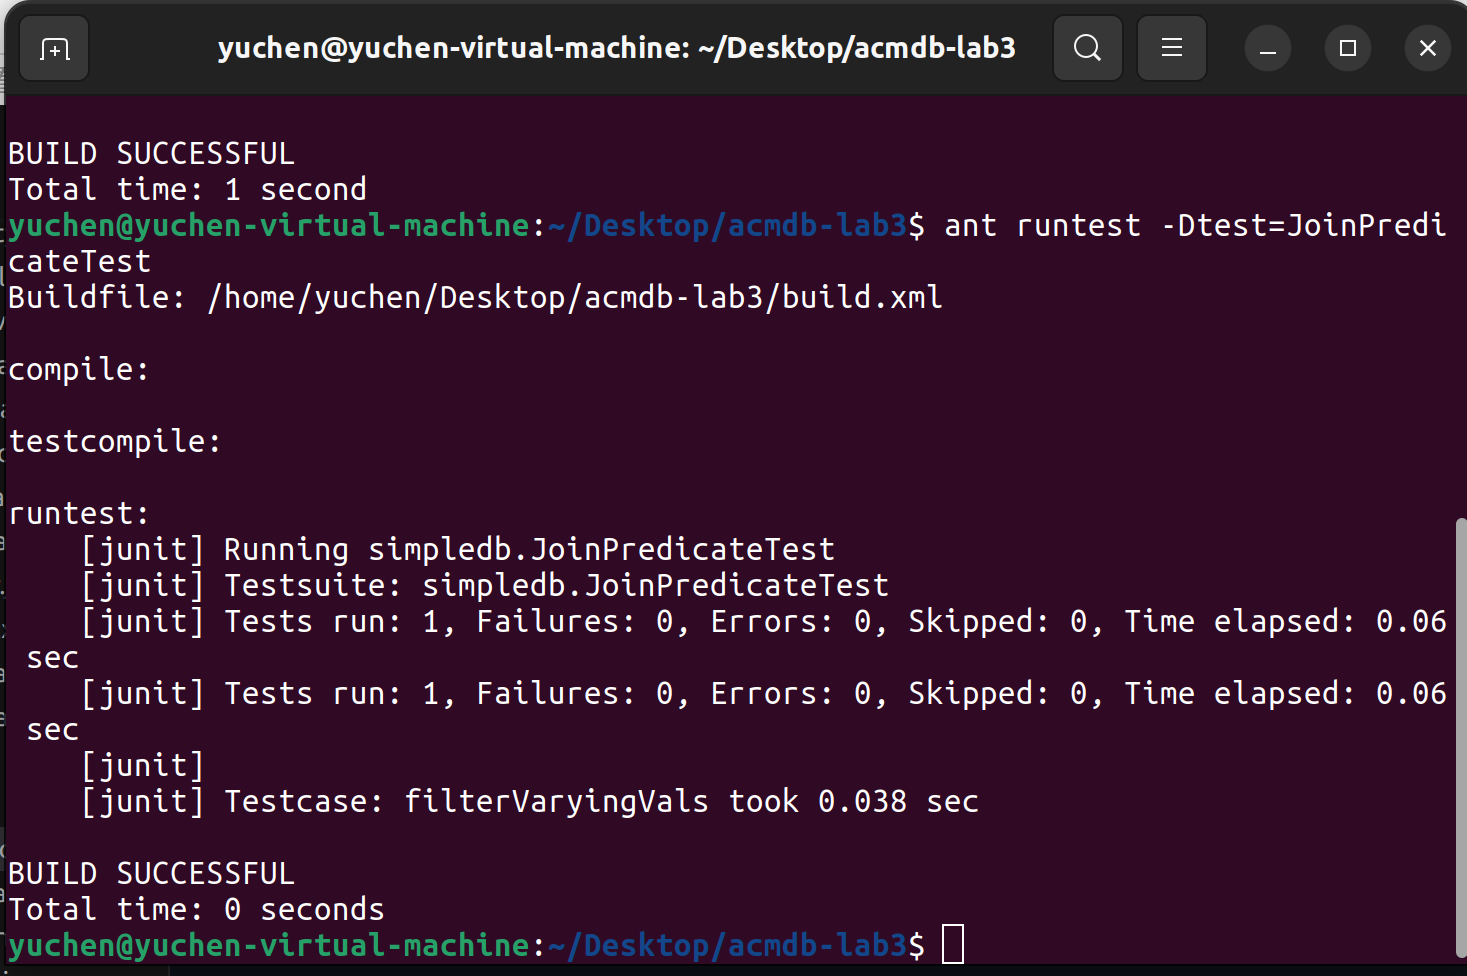 yuchen@yuchen-virtual-machine: ~/Desktop/acmdb-lab3
BUILD SUCCESSFUL
Total time: 1 second
yuchen@yuchen-virtual-machine:~/Desktop/acmdb-lab3$ ant runtest -Dtest=JoinPredi
cateTest
Buildfile: /home/yuchen/Desktop/acmdb-lab3/build.xml
compile:
testcompile:
runtest:
[junit] Running simpledb.JoinPredicateTest
[junit] Testsuite: simpledb.JoinPredicateTest
[junit] Tests run: 1, Failures: 0, Errors: 0, Skipped: 0, Time elapsed: 0.06
sec
[junit] Tests run: 1, Failures: 0, Errors: 0, Skipped: 0, Time elapsed: 0.06
sec
[junit]
[junit] Testcase: filterVaryingVals took 0.038 sec
BUILD SUCCESSFUL
Total time: 0 seconds
yuchen@yuchen-virtual-machine:~/Desktop/acmdb-lab3$